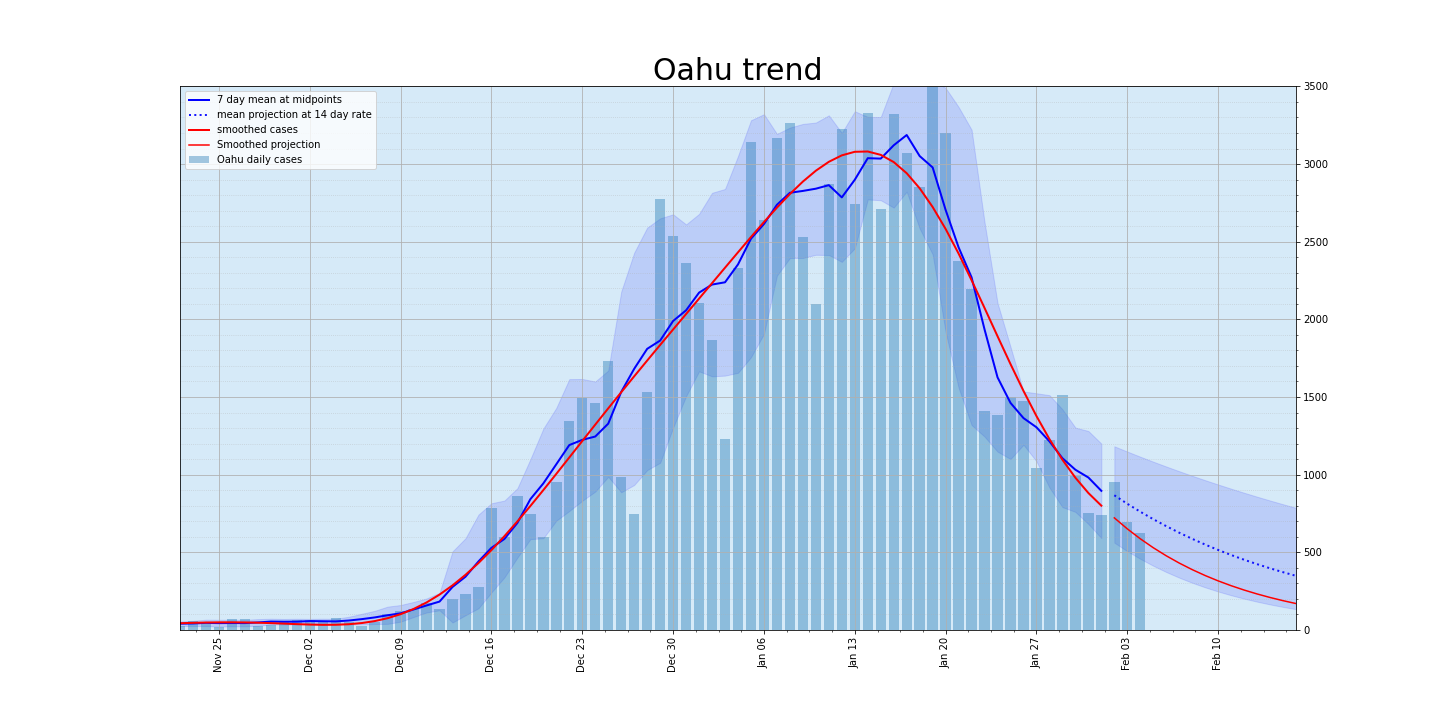 Oahu trend
7 day mean at midpoints
mean projection at 14 day rate
smoothed cases
Smoothed projection
Oahu daily cases
3500
3000
2500
2000
1500
1000
500
0
Nov 25
Dec 02
Dec 09
Dec 16
Dec 23
Dec 30
Jan 06
Jan 13
Jan 20
Jan 27
Feb 03
Feb 10